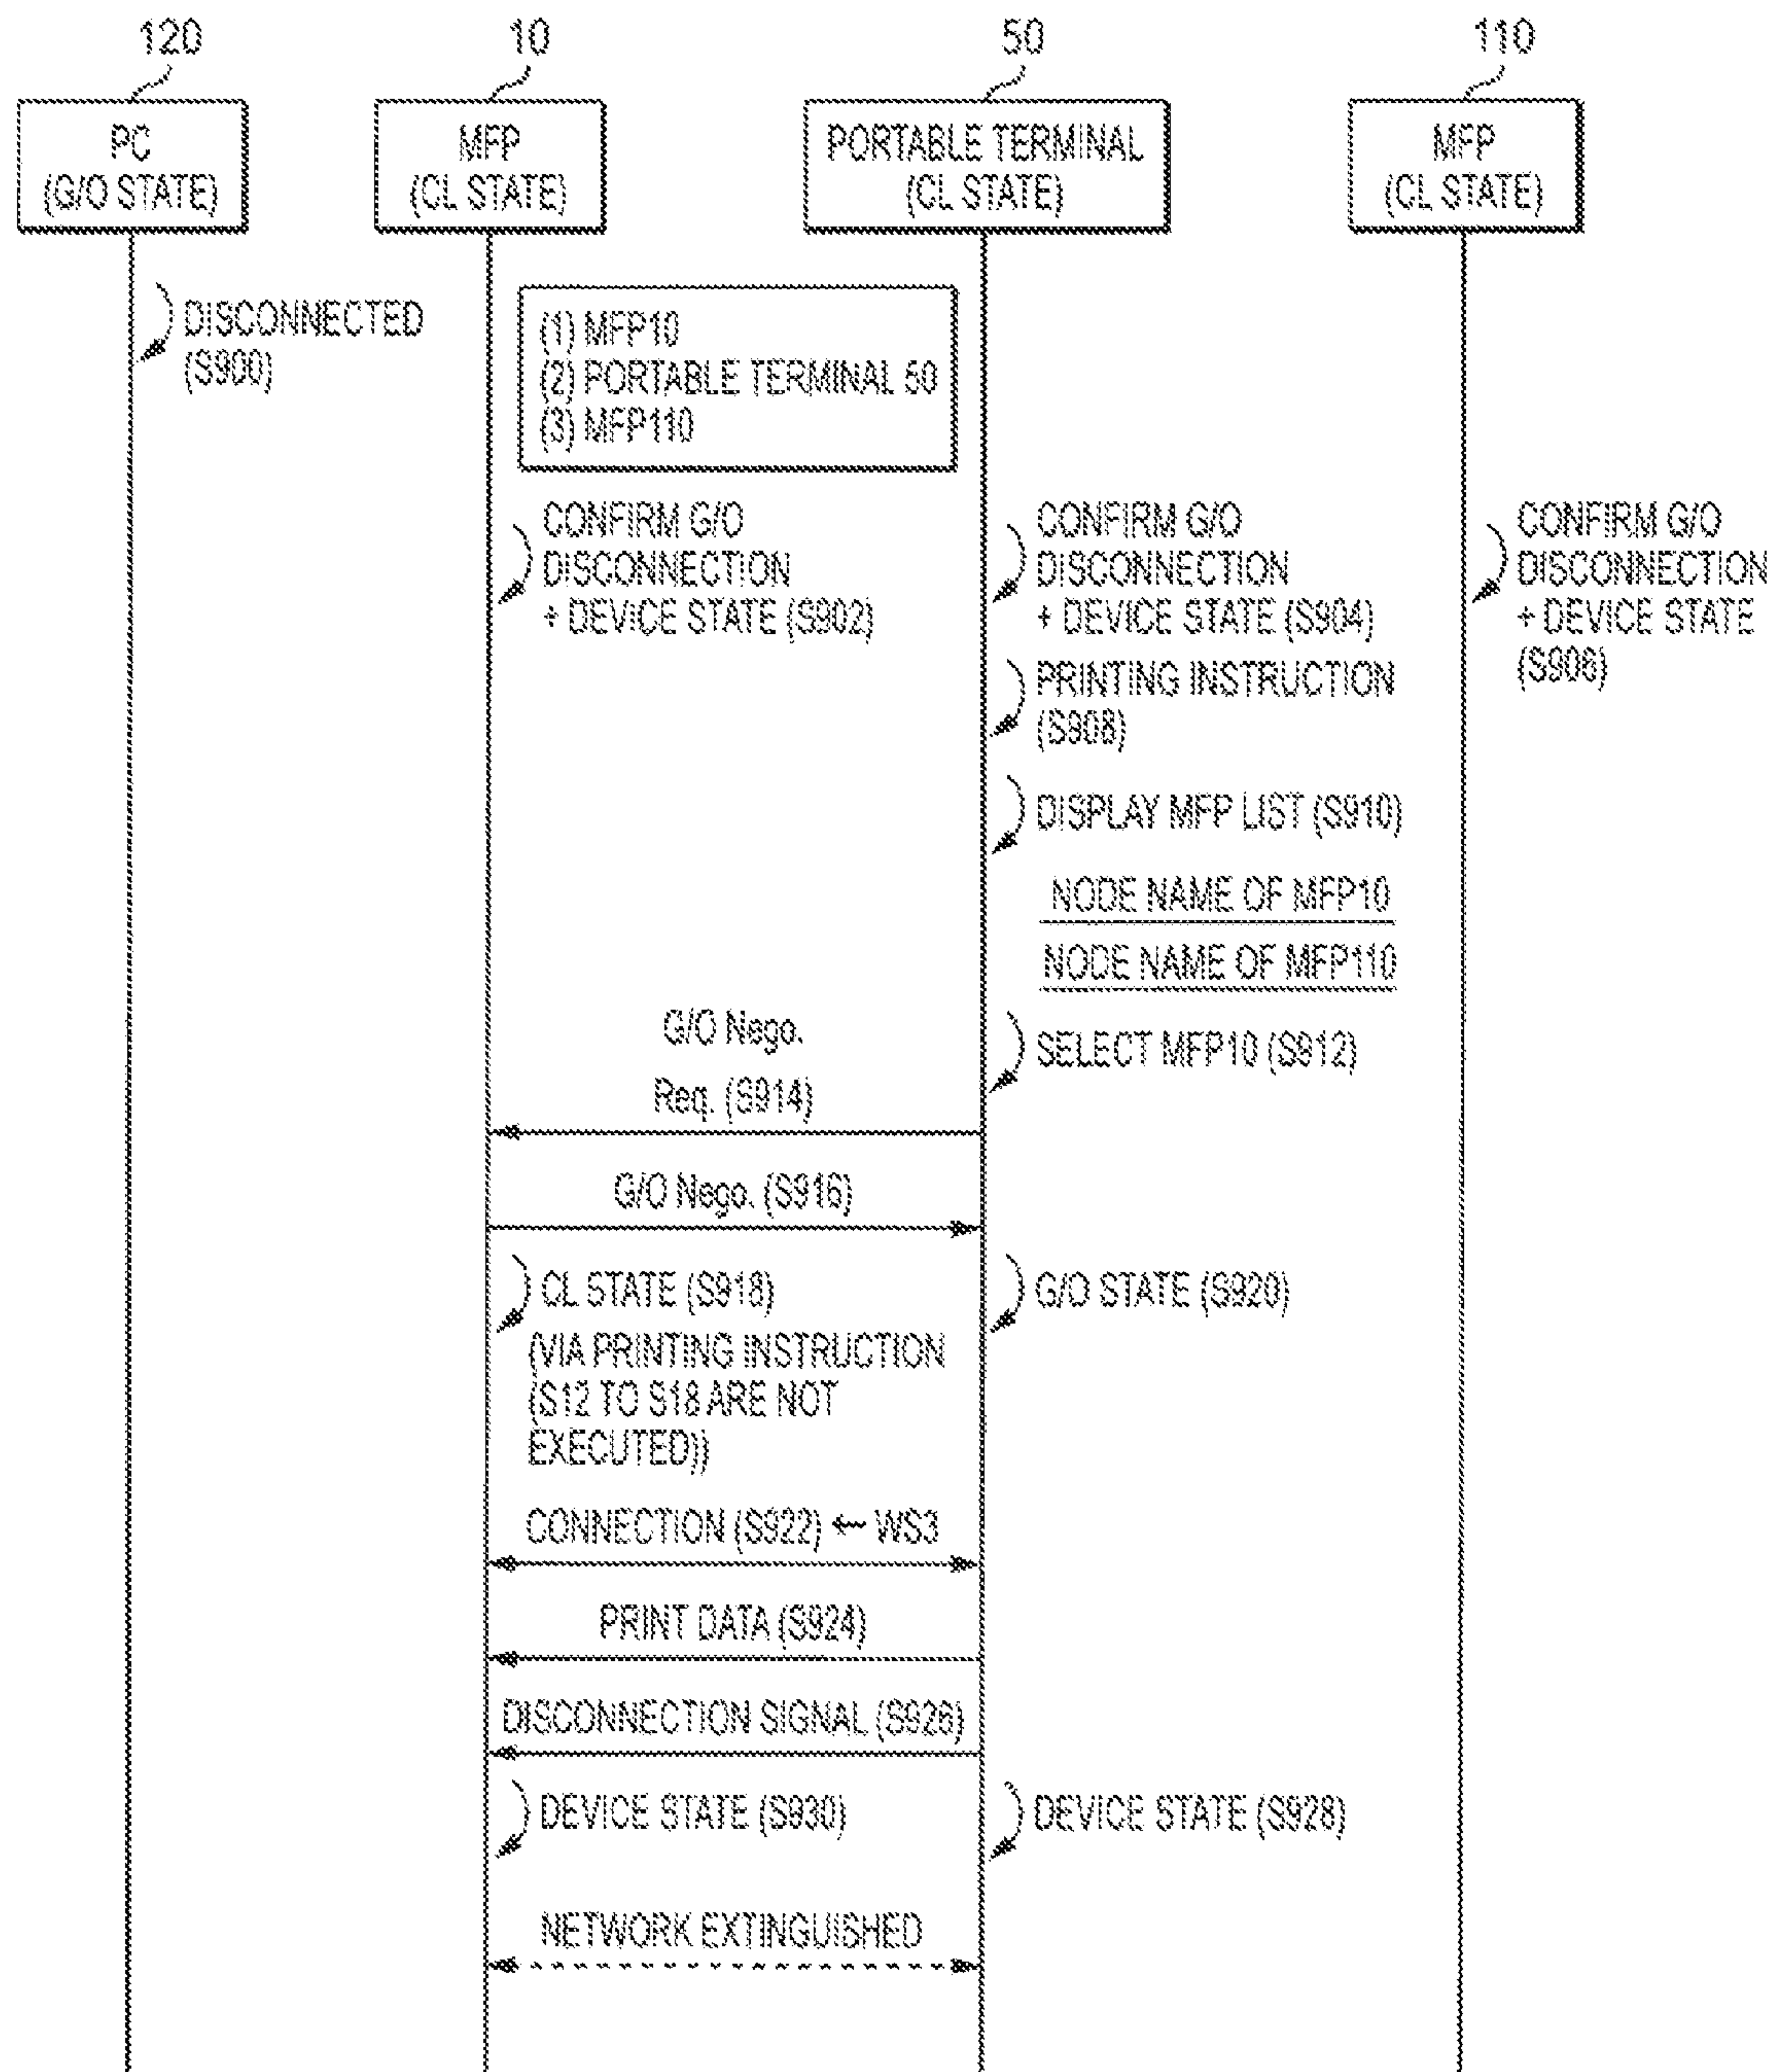 120
10
50
110
PC
(G/O STATE)
MFP
(CL STATE)
PORTABLE TERMINAL
(CL STATE)
MFP
(CL STATE)
DISCONNECTED
(S900)
(1) MFP10
(2) PORTABLE TERMINAL 50
(3) MFP110
CONFIRM G/O
DISCONNECTION
+ DEVICE STATE (S902)
CONFIRM G/O
DISCONNECTION
+ DEVICE STATE (S904)
CONFIRM G/O
DISCONNECTION
+ DEVICE STATE
(S906)
PRINTING INSTRUCTION
(S908)
DISPLAY MFP LIST (S910)
NODE NAME OF MFP10
NODE NAME OF MFP110
SELECT MFP10 (S912)
G/O Nego.
Req. (S914)
G/O Nego. (S916)
CL STATE (S918)
(VIA PRINTING INSTRUCTION
(S12 TO S18 ARE NOT
EXECUTED))
G/O STATE (S920)
CONNECTION (S922) ← WS3
PRINT DATA (S924)
DISCONNECTION SIGNAL (S926)
DEVICE STATE (S930)
DEVICE STATE (S928)
NETWORK EXTINGUISHED